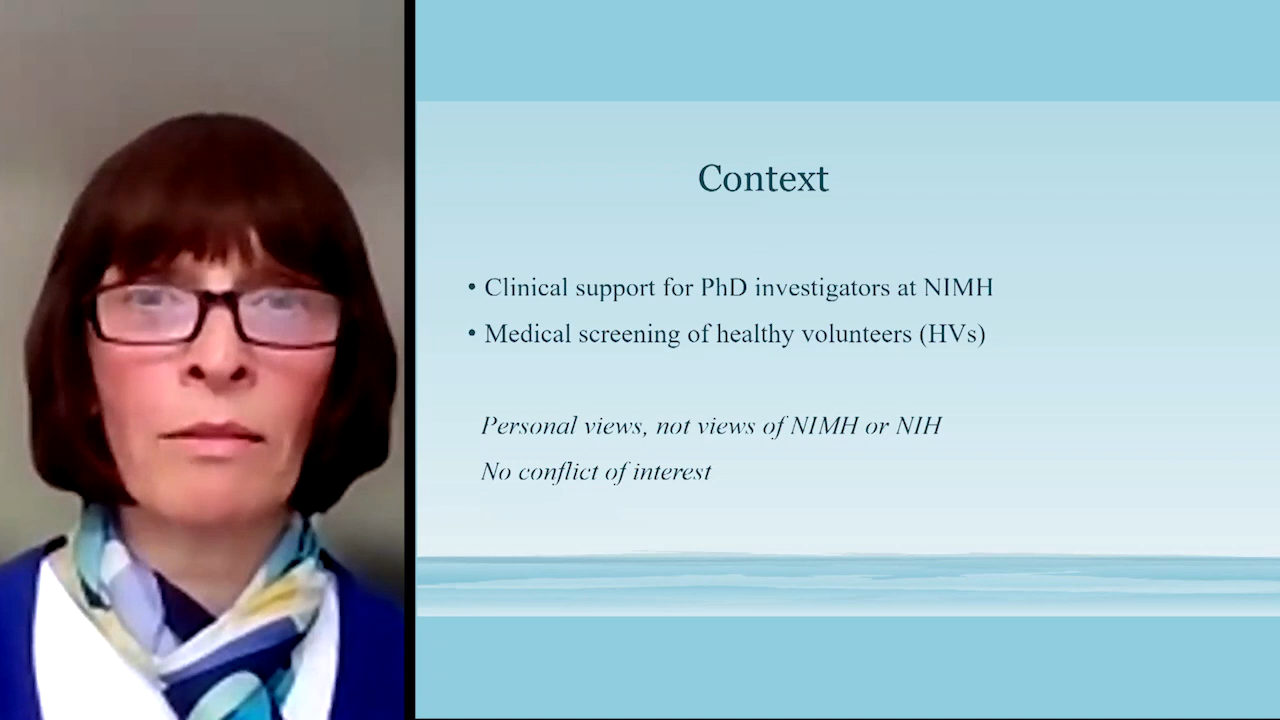 Context
• Clinical support for PhD investigators at NIMH
• Medical screening of healthy volunteers (HVs)
Personal views, not views of NIMH or NIH
No conflict of interest